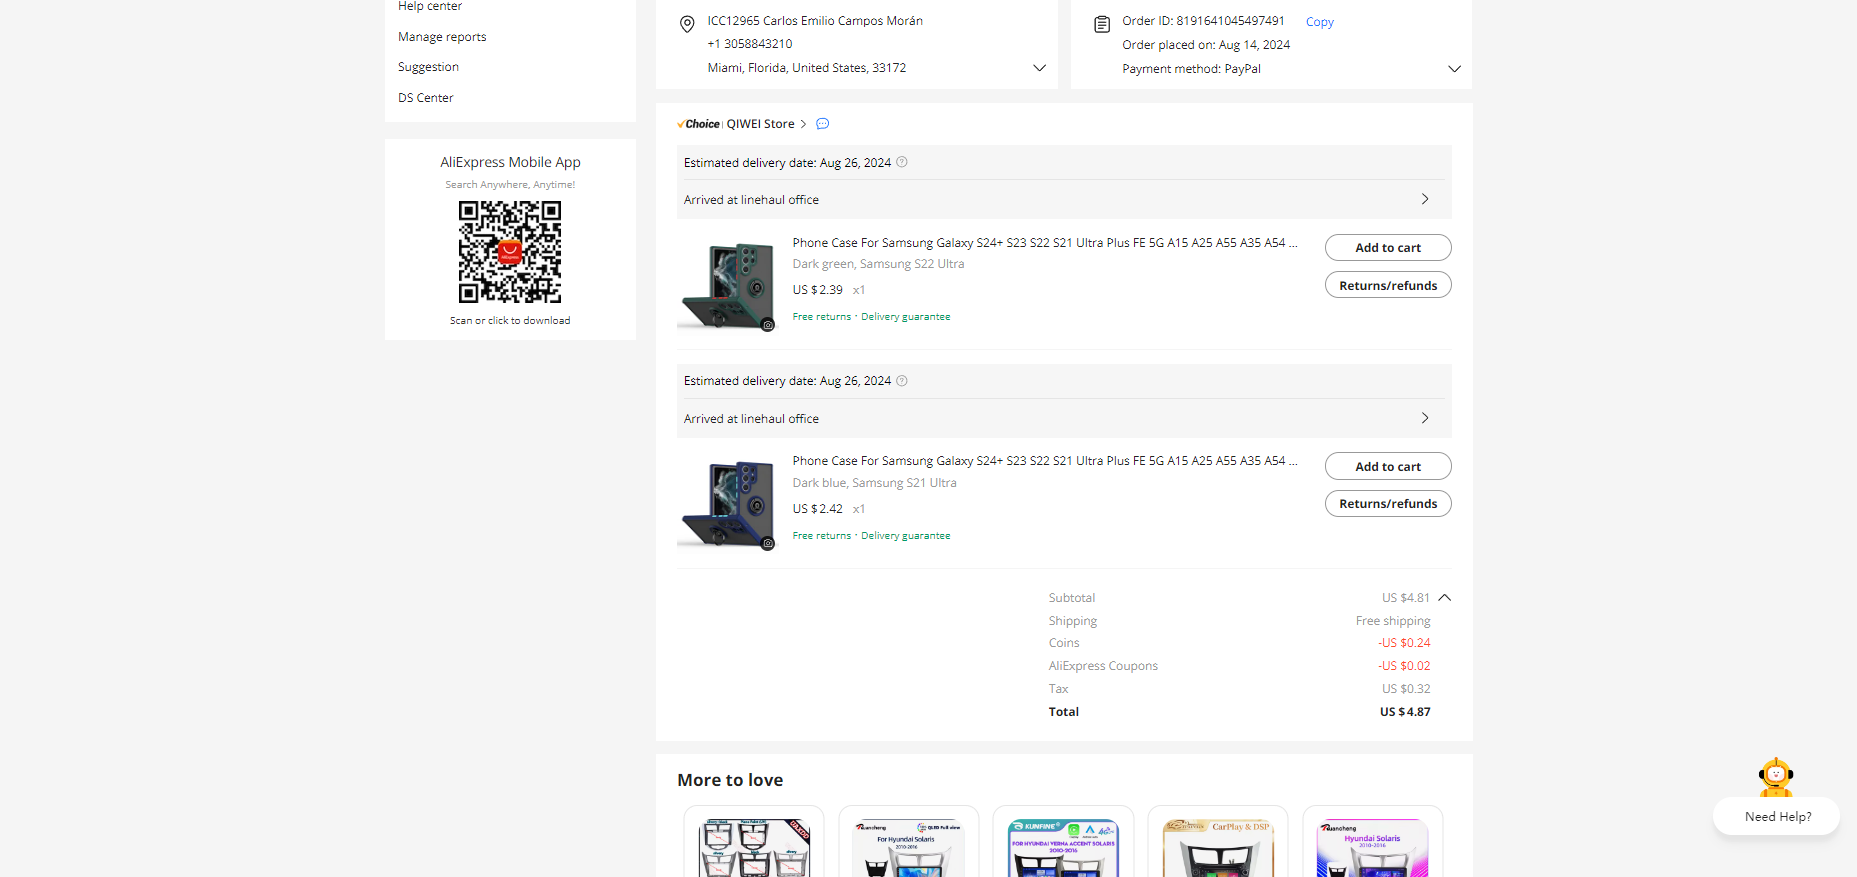 Help center
Manage reports
Suggestion
DS Center
AliExpress Mobile App
Search Anywhere, Anytime!
AliExpress
Scan or click to download
ICC12965 Carlos Emilio Campos Morán
+1 3058843210
Miami, Florida, United States, 33172
Order ID: 8191641045497491 Copy
Order placed on: Aug 14, 2024
Payment method: PayPal
Choice | QIWEI Store
Estimated delivery date: Aug 26, 2024
Arrived at linehaul office
Phone Case For Samsung Galaxy S24+ S23 S22 S21 Ultra Plus FE 5G A15 A25 A55 A35 A54 ...
Dark green, Samsung S22 Ultra
US $2.39 x1
Free returns · Delivery guarantee
Add to cart
Returns/refunds
Estimated delivery date: Aug 26, 2024
Arrived at linehaul office
Phone Case For Samsung Galaxy S24+ S23 S22 S21 Ultra Plus FE 5G A15 A25 A55 A35 A54 ...
Dark blue, Samsung S21 Ultra
US $2.42 x1
Free returns · Delivery guarantee
Add to cart
Returns/refunds
Subtotal US $4.81
Shipping Free shipping
Coins -US $0.24
AliExpress Coupons -US $0.02
Tax US $0.32
Total US $4.87
More to love
QLED Full view
For Hyundai Solaris
2010-2016
KUNFINE
FOR HYUNDAI VERNA ACCENT SOLARIS
2010-2016
CarPlay & DSP
Hyundai Solaris
2010-2016
Need Help?